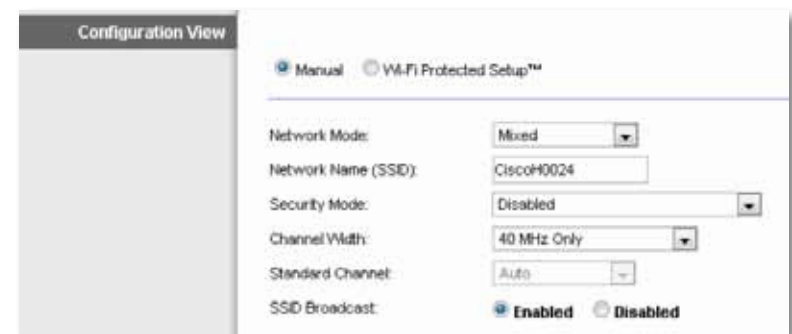 Configuration View
Manual Wi-Fi Protected Setup™
Network Mode: Mixed
Network Name (SSID): CiscoH0024
Security Mode: Disabled
Channel Width: 40 MHz Only
Standard Channel: Auto
SSID Broadcast: Enabled Disabled